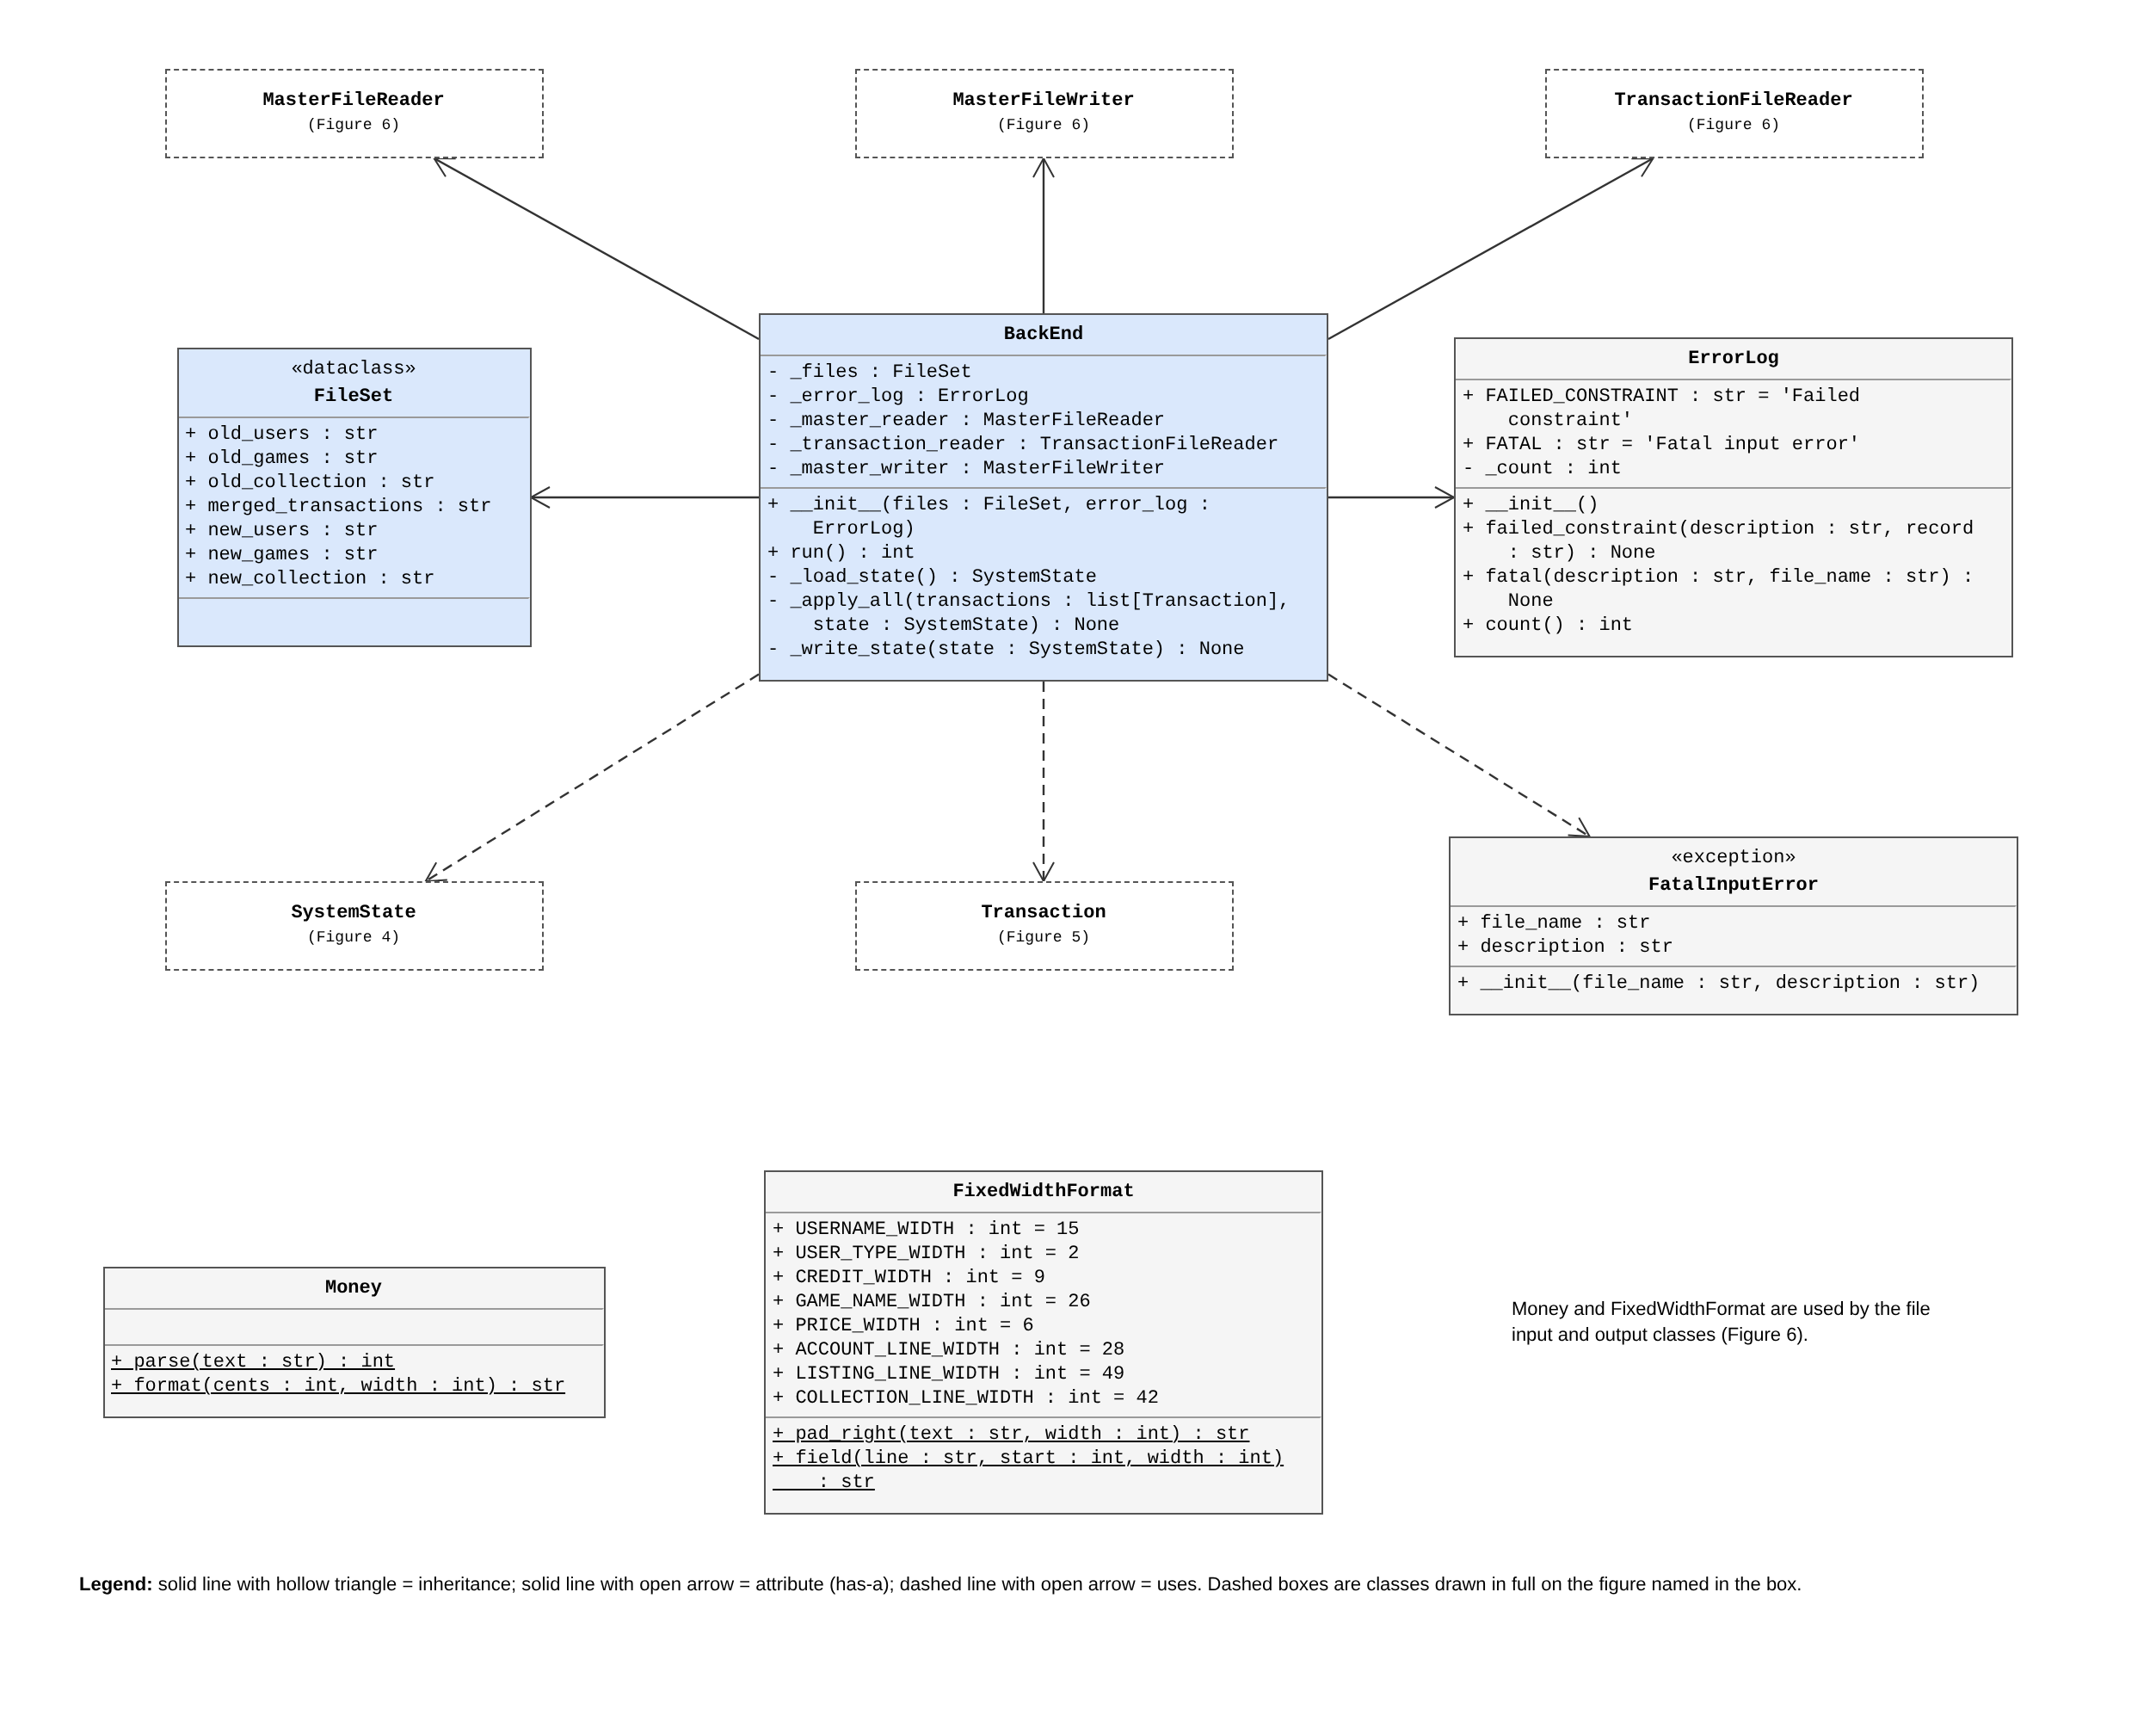 MasterFileReader
(Figure 6)
MasterFileWriter
(Figure 6)
TransactionFileReader
(Figure 6)
«dataclass»
FileSet
+ old_users : str
+ old_games : str
+ old_collection : str
+ merged_transactions : str
+ new_users : str
+ new_games : str
+ new_collection : str
BackEnd
- _files : FileSet
- _error_log : ErrorLog
- _master_reader : MasterFileReader
- _transaction_reader : TransactionFileReader
- _master_writer : MasterFileWriter
+ __init__(files : FileSet, error_log :
ErrorLog)
+ run() : int
- _load_state() : SystemState
- _apply_all(transactions : list[Transaction],
state : SystemState) : None
- _write_state(state : SystemState) : None
ErrorLog
+ FAILED_CONSTRAINT : str = 'Failed
constraint'
+ FATAL : str = 'Fatal input error'
- _count : int
+ __init__()
+ failed_constraint(description : str, record
: str) : None
+ fatal(description : str, file_name : str) :
None
+ count() : int
SystemState
(Figure 4)
Transaction
(Figure 5)
«exception»
FatalInputError
+ file_name : str
+ description : str
+ __init__(file_name : str, description : str)
Money
+ parse(text : str) : int
+ format(cents : int, width : int) : str
FixedWidthFormat
+ USERNAME_WIDTH : int = 15
+ USER_TYPE_WIDTH : int = 2
+ CREDIT_WIDTH : int = 9
+ GAME_NAME_WIDTH : int = 26
+ PRICE_WIDTH : int = 6
+ ACCOUNT_LINE_WIDTH : int = 28
+ LISTING_LINE_WIDTH : int = 49
+ COLLECTION_LINE_WIDTH : int = 42
+ pad_right(text : str, width : int) : str
+ field(line : str, start : int, width : int)
: str
Money and FixedWidthFormat are used by the file
input and output classes (Figure 6).
Legend: solid line with hollow triangle = inheritance; solid line with open arrow = attribute (has-a); dashed line with open arrow = uses. Dashed boxes are classes drawn in full on the figure named in the box.